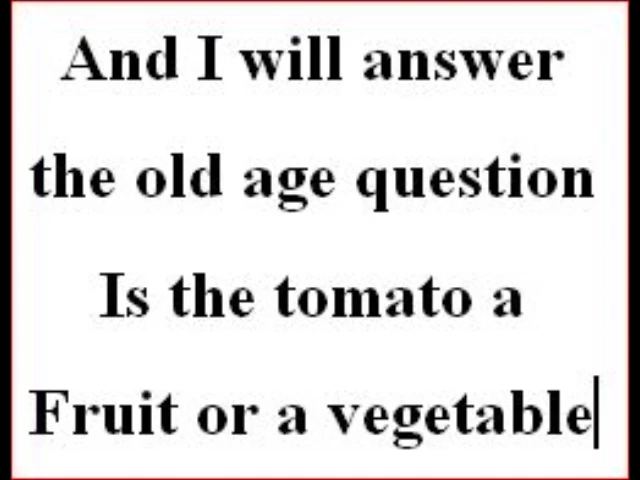 And I will answer
the old age question
Is the tomato a
Fruit or a vegetable